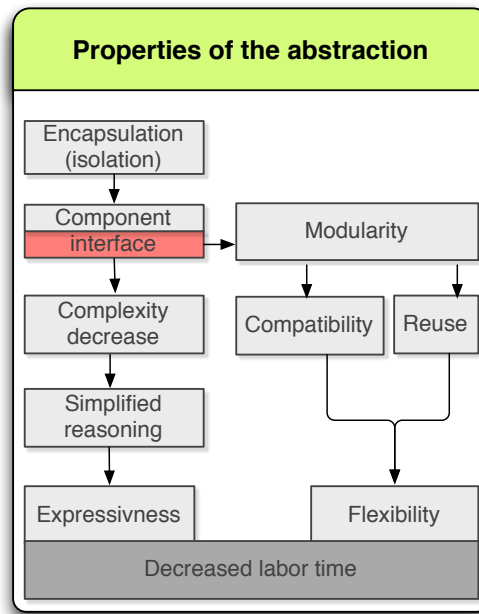 Properties of the abstraction
Encapsulation
(isolation)
Component
interface
Modularity
Complexity
decrease
Compatibility
Reuse
Simplified
reasoning
Expressivness
Flexibility
Decreased labor time